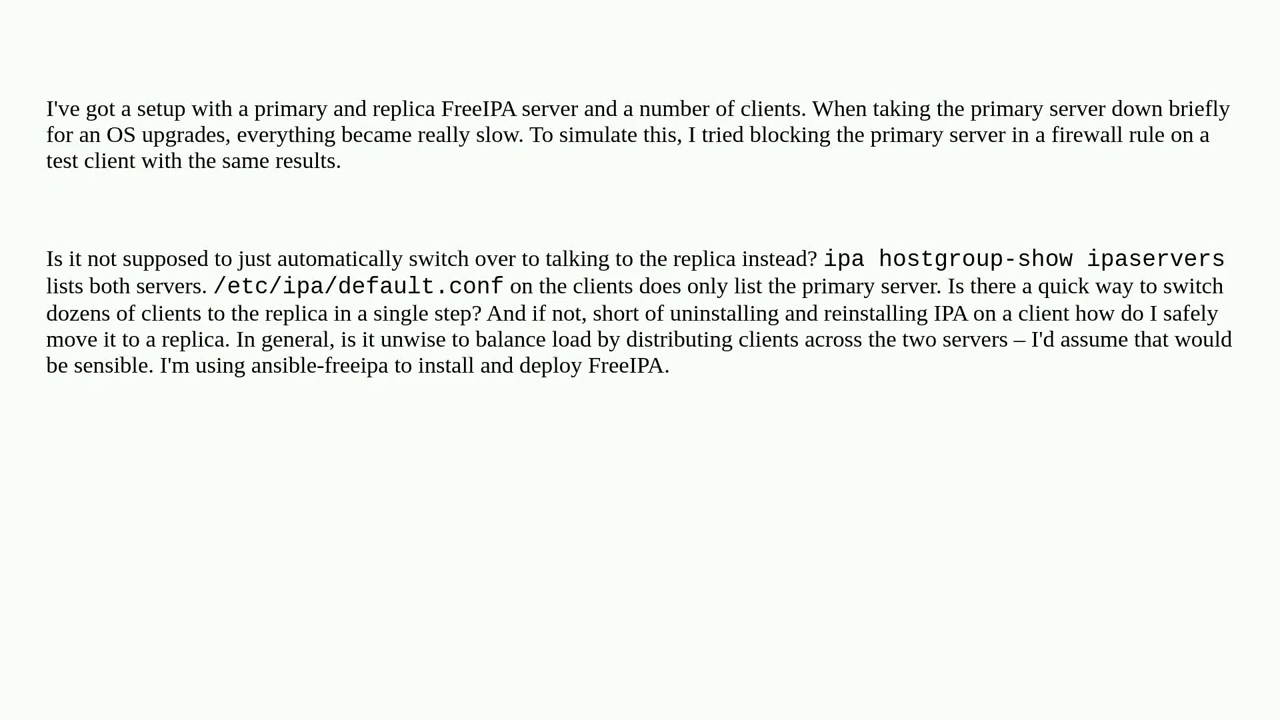 I've got a setup with a primary and replica FreeIPA server and a number of clients. When taking the primary server down briefly
for an OS upgrades, everything became really slow. To simulate this, I tried blocking the primary server in a firewall rule on a
test client with the same results.
Is it not supposed to just automatically switch over to talking to the replica instead? ipa hostgroup-show ipaservers
lists both servers. /etc/ipa/default.conf on the clients does only list the primary server. Is there a quick way to switch
dozens of clients to the replica in a single step? And if not, short of uninstalling and reinstalling IPA on a client how do I safely
move it to a replica. In general, is it unwise to balance load by distributing clients across the two servers – I'd assume that would
be sensible. I'm using ansible-freeipa to install and deploy FreeIPA.